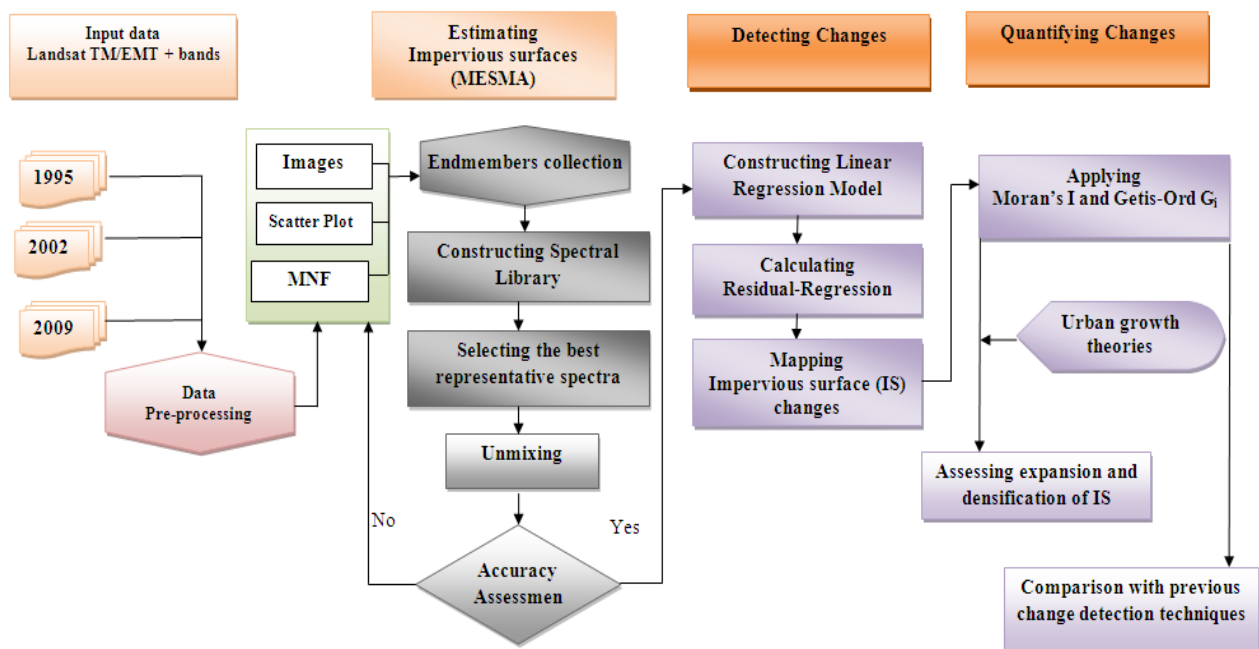 Input data
Landsat TM/EMT + bands
Estimating
Impervious surfaces
(MESMA)
Detecting Changes
Quantifying Changes
1995
2002
2009
Data
Pre-processing
Images
Scatter Plot
MNF
Endmembers collection
Constructing Spectral
Library
Selecting the best
representative spectra
Unmixing
No
Yes
Accuracy
Assessmen
Constructing Linear
Regression Model
Calculating
Residual-Regression
Mapping
Impervious surface (IS)
changes
Applying
Moran's I and Getis-Ord Gi
Urban growth
theories
Assessing expansion and
densification of IS
Comparison with previous
change detection techniques